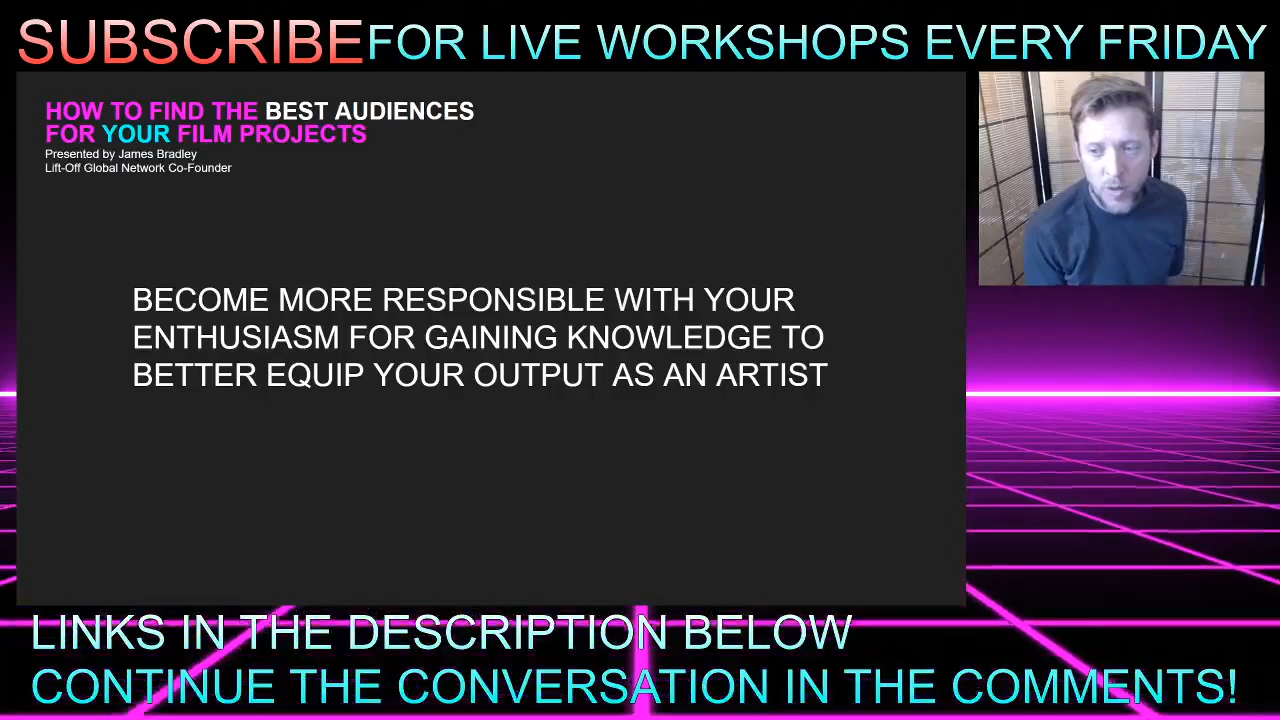 SUBSCRIBE FOR LIVE WORKSHOPS EVERY FRIDAY
HOW TO FIND THE BEST AUDIENCES
FOR YOUR FILM PROJECTS
Presented by James Bradley
Lift-Off Global Network Co-Founder
BECOME MORE RESPONSIBLE WITH YOUR
ENTHUSIASM FOR GAINING KNOWLEDGE TO
BETTER EQUIP YOUR OUTPUT AS AN ARTIST
LINKS IN THE DESCRIPTION BELOW
CONTINUE THE CONVERSATION IN THE COMMENTS!